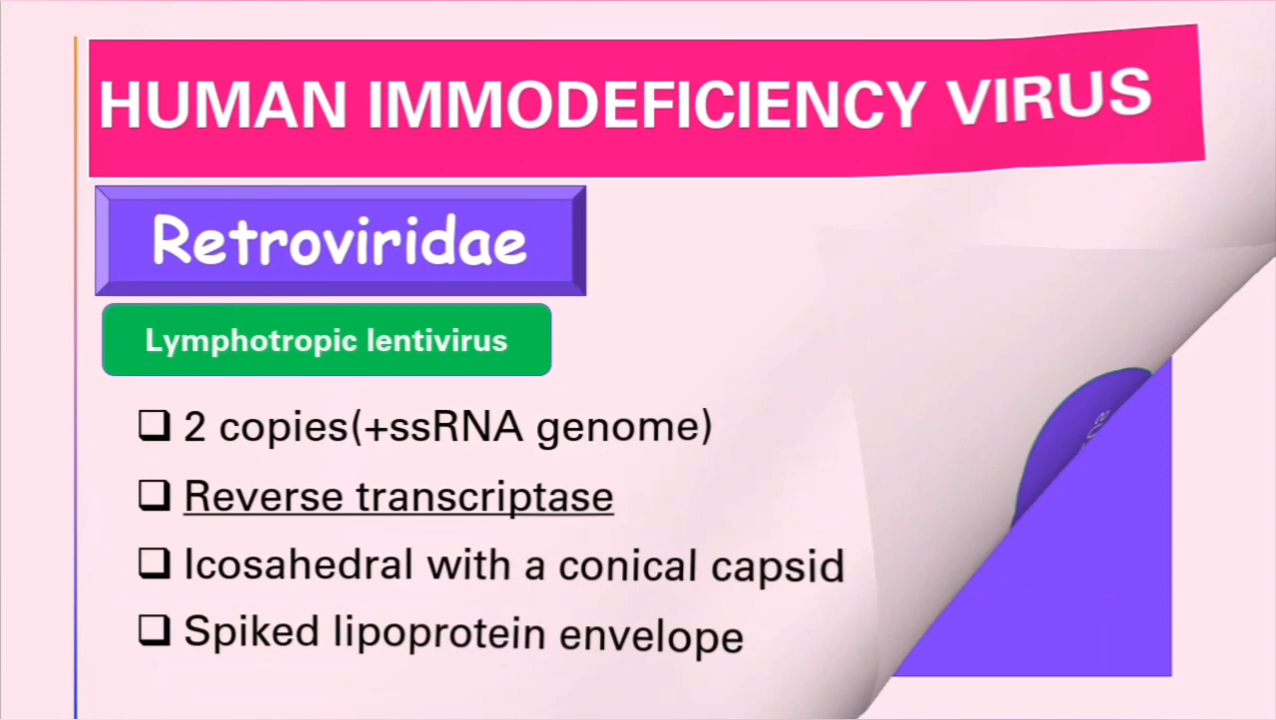 HUMAN IMMODEFICIENCY VIRUS
Retroviridae
Lymphotropic lentivirus
❑ 2 copies(+ssRNA genome)
❑ Reverse transcriptase
❑ Icosahedral with a conical capsid
❑ Spiked lipoprotein envelope